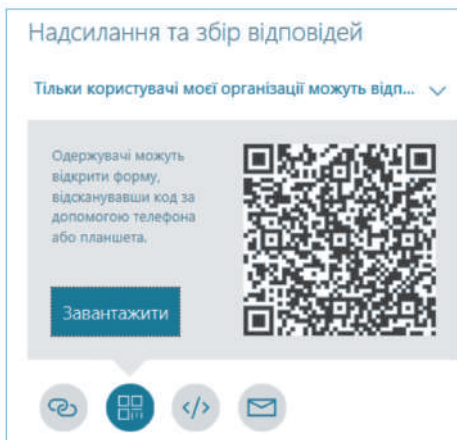 Надсилання та збір відповідей
Тільки користувачі моєї організації можуть відп...
Одержувачі можуть
відкрити форму,
відсканувавши код за
допомогою телефона
або планшета.
Завантажити